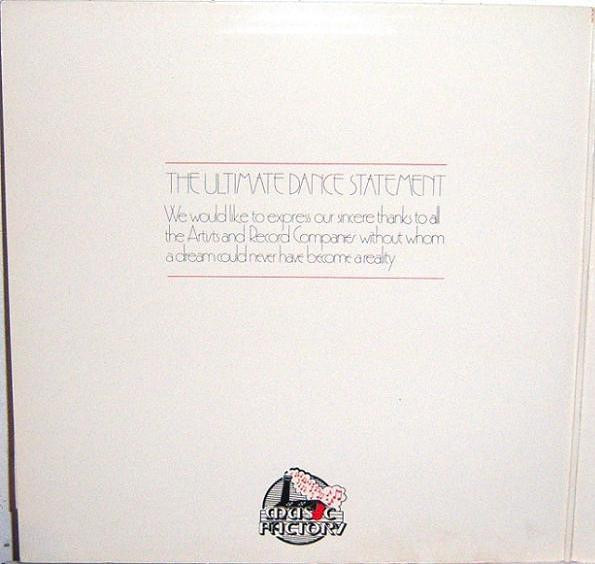 THE ULTIMATE DANCE STATEMENT
We would like to express our sincere thanks to all
the Artists and Record Companies without whom
a dream could never have become a reality
MUSIC
FACTORY